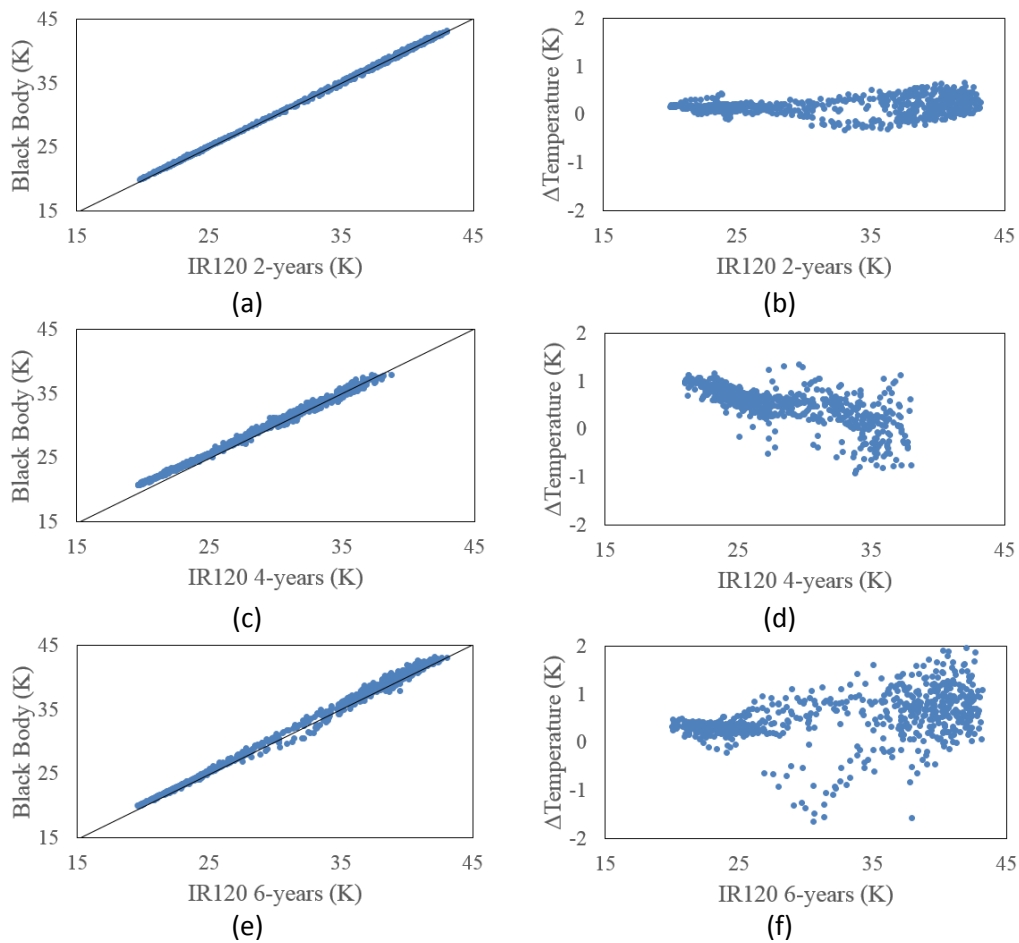 45
35
25
15
Black Body (K)
15
25
35
45
IR120 2-years (K)
(a)
2
1
0
-1
-2
ΔTemperature (K)
15
25
35
45
IR120 2-years (K)
(b)
45
35
25
15
Black Body (K)
15
25
35
45
IR120 4-years (K)
(c)
2
1
0
-1
-2
ΔTemperature (K)
15
25
35
45
IR120 4-years (K)
(d)
45
35
25
15
Black Body (K)
15
25
35
45
IR120 6-years (K)
(e)
2
1
0
-1
-2
ΔTemperature (K)
15
25
35
45
IR120 6-years (K)
(f)